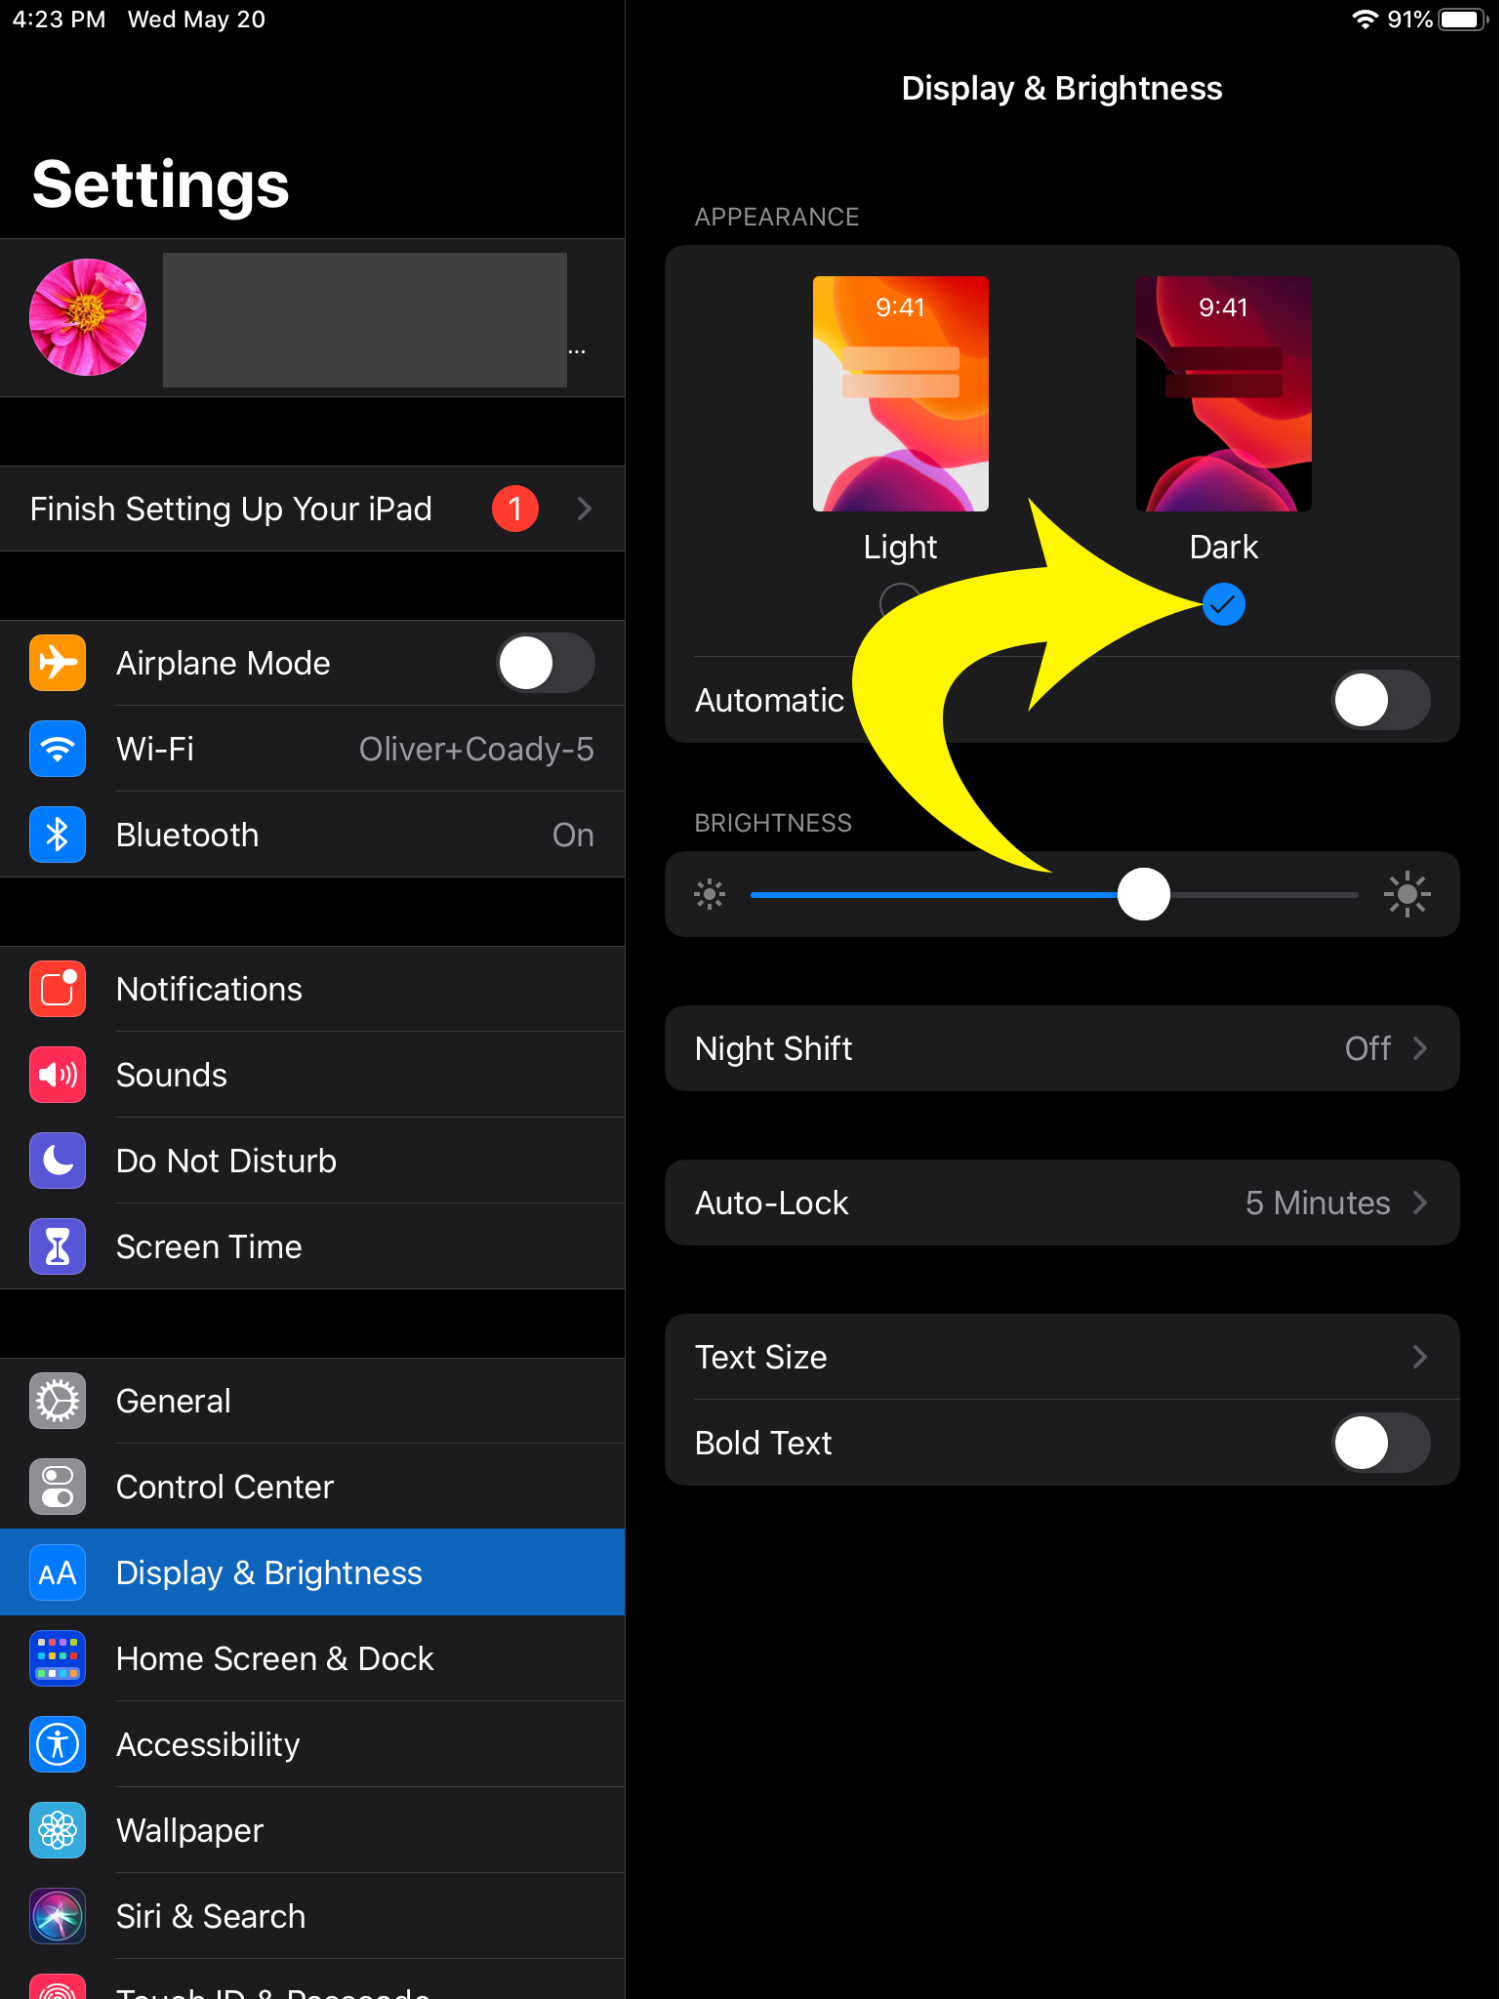 4:23 PM Wed May 20
91%
Settings
...
Finish Setting Up Your iPad 1
Airplane Mode
Wi-Fi Oliver+Coady-5
Bluetooth On
Notifications
Sounds
Do Not Disturb
Screen Time
General
Control Center
AA Display & Brightness
Home Screen & Dock
Accessibility
Wallpaper
Siri & Search
Touch ID & Passcode
Display & Brightness
APPEARANCE
9:41 9:41
Light Dark
Automatic
BRIGHTNESS
Night Shift Off
Auto-Lock 5 Minutes
Text Size
Bold Text